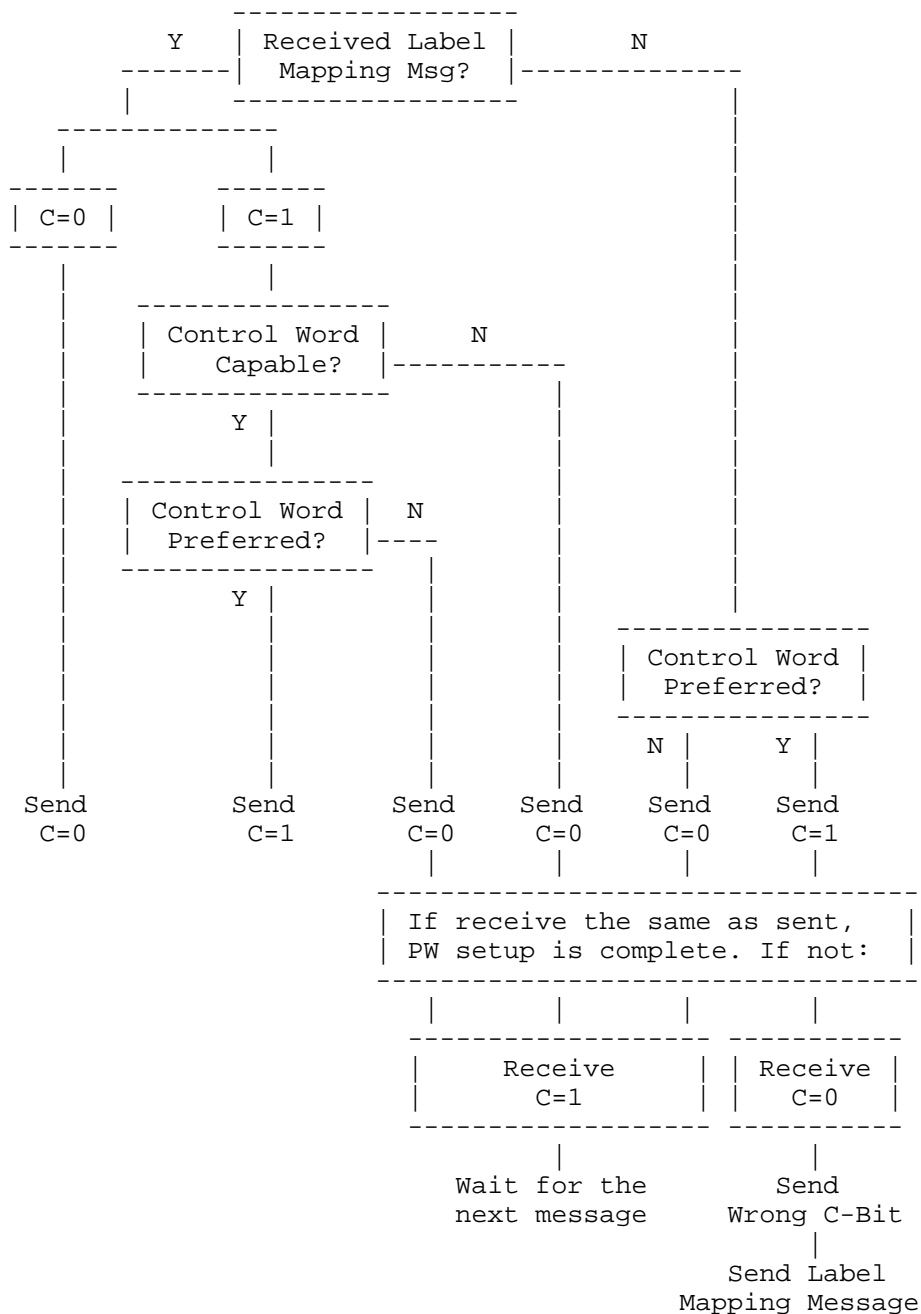 Y | Received Label | N
Mapping Msg?
C=0 C=1
Control Word N
Capable?
Y
Control Word N
Preferred?
Y
Control Word
Preferred?
N Y
Send Send Send Send Send Send
C=0 C=1 C=0 C=0 C=0 C=1
If receive the same as sent,
PW setup is complete. If not:
Receive Receive
C=1 C=0
Wait for the Send
next message Wrong C-Bit
Send Label
Mapping Message